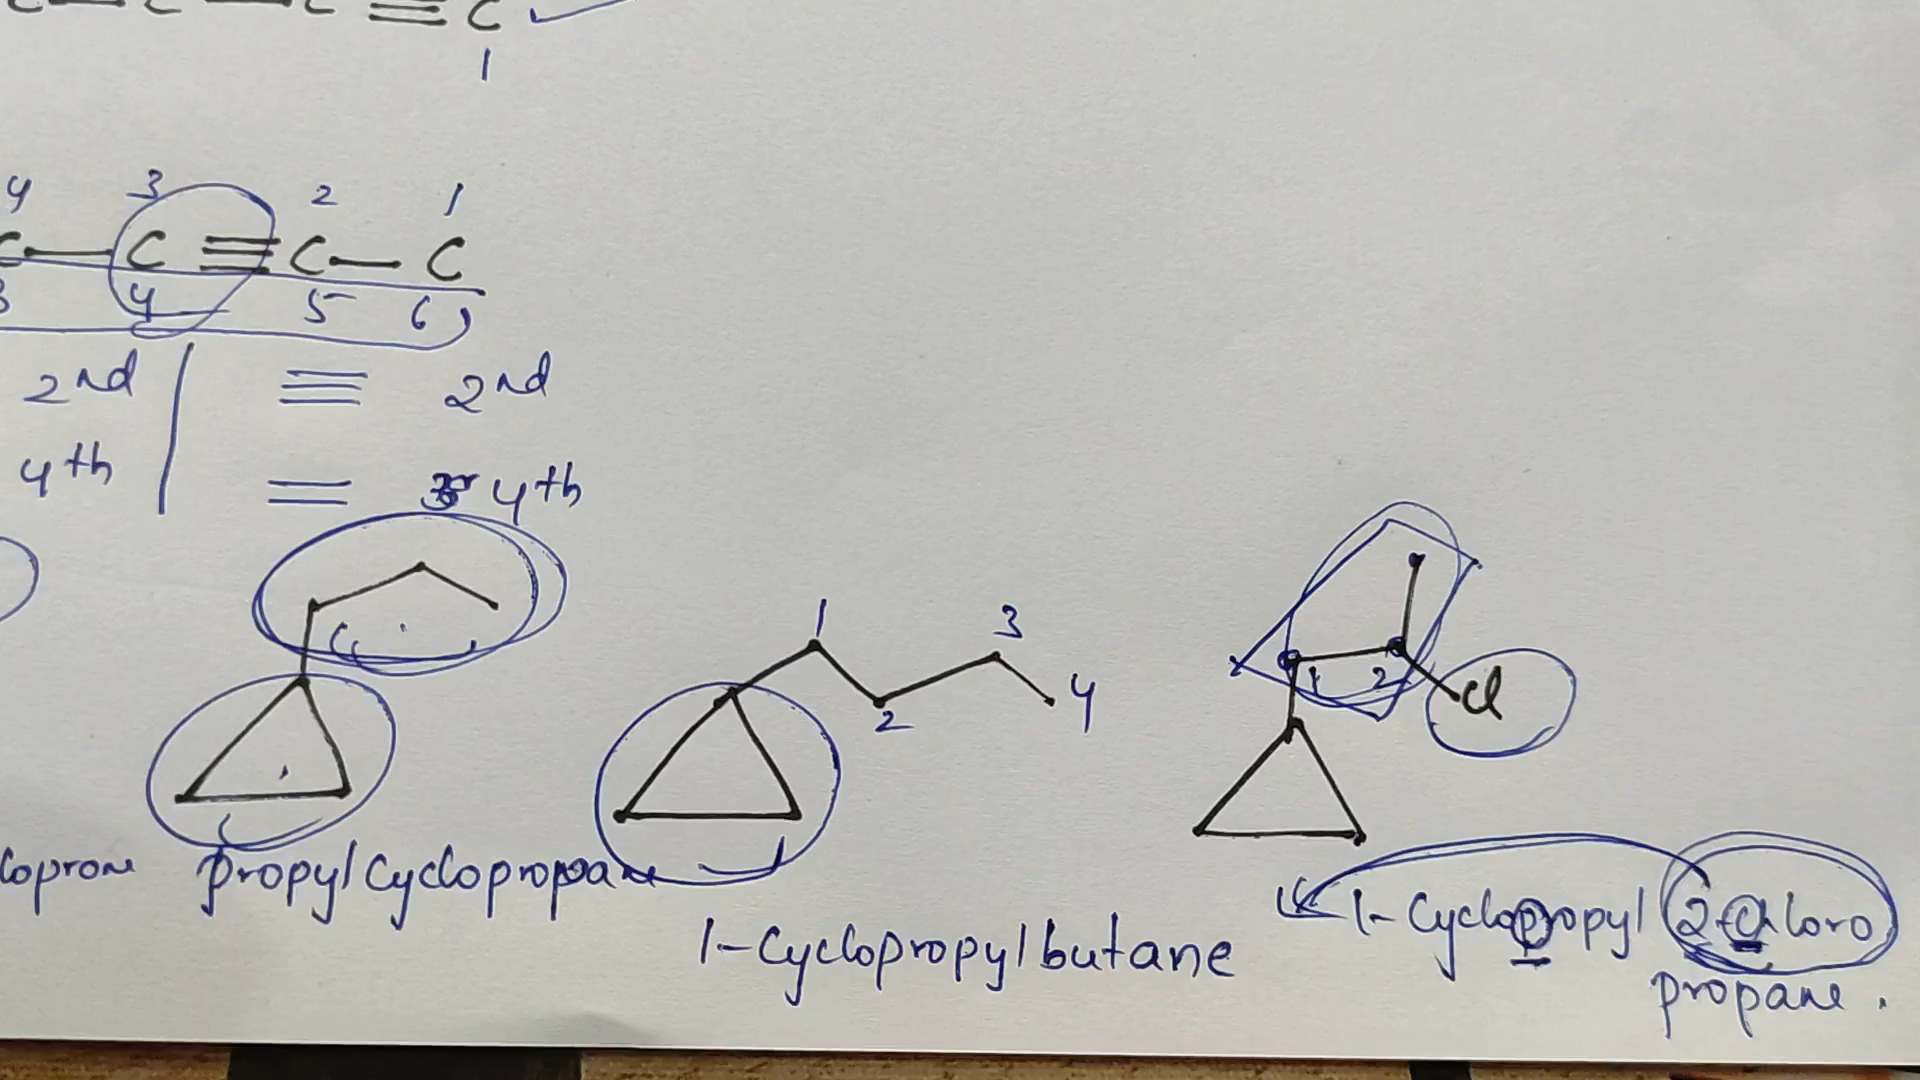 C — C — C ≡ C
1
4 3 2 1
C — C ≡ C — C
3 4 5 6
2nd | ≡ 2nd
4th | = 4th
1 2 3 4
1 2 Cl
propyl Cyclopropane
1-Cyclopropylbutane
1-Cyclopropyl 2-chloro
propane.